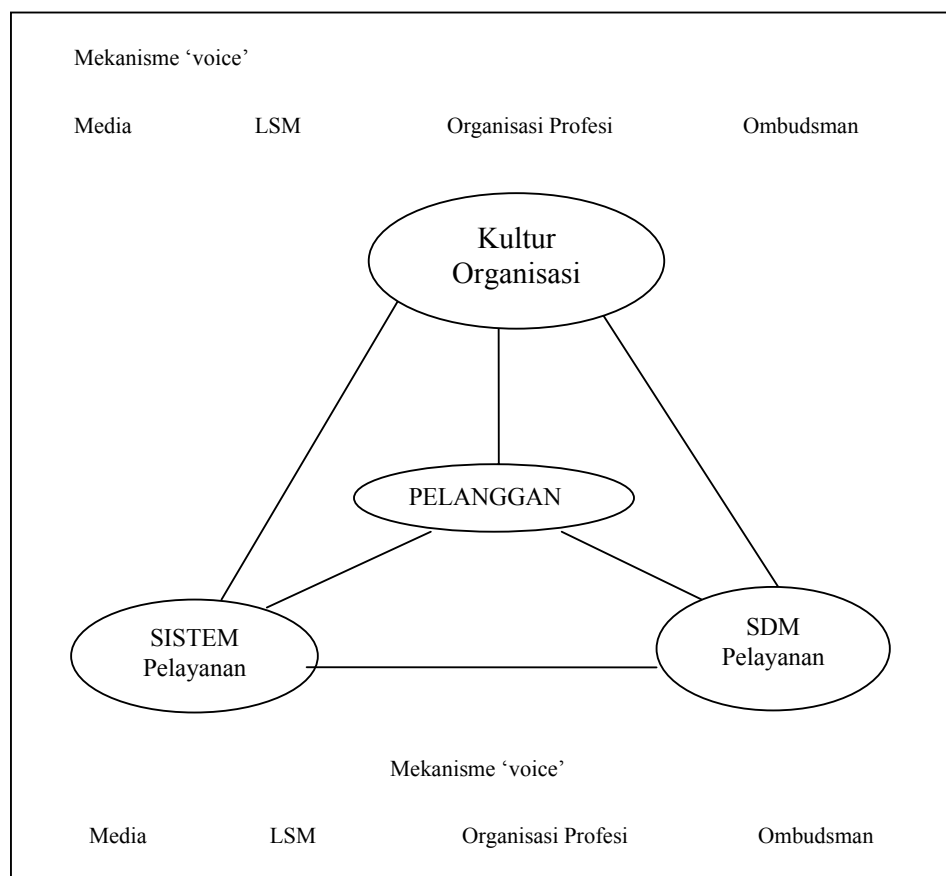 Mekanisme ‘voice’
Media LSM Organisasi Profesi Ombudsman
Kultur
Organisasi
PELANGGAN
SISTEM
Pelayanan
SDM
Pelayanan
Mekanisme ‘voice’
Media LSM Organisasi Profesi Ombudsman